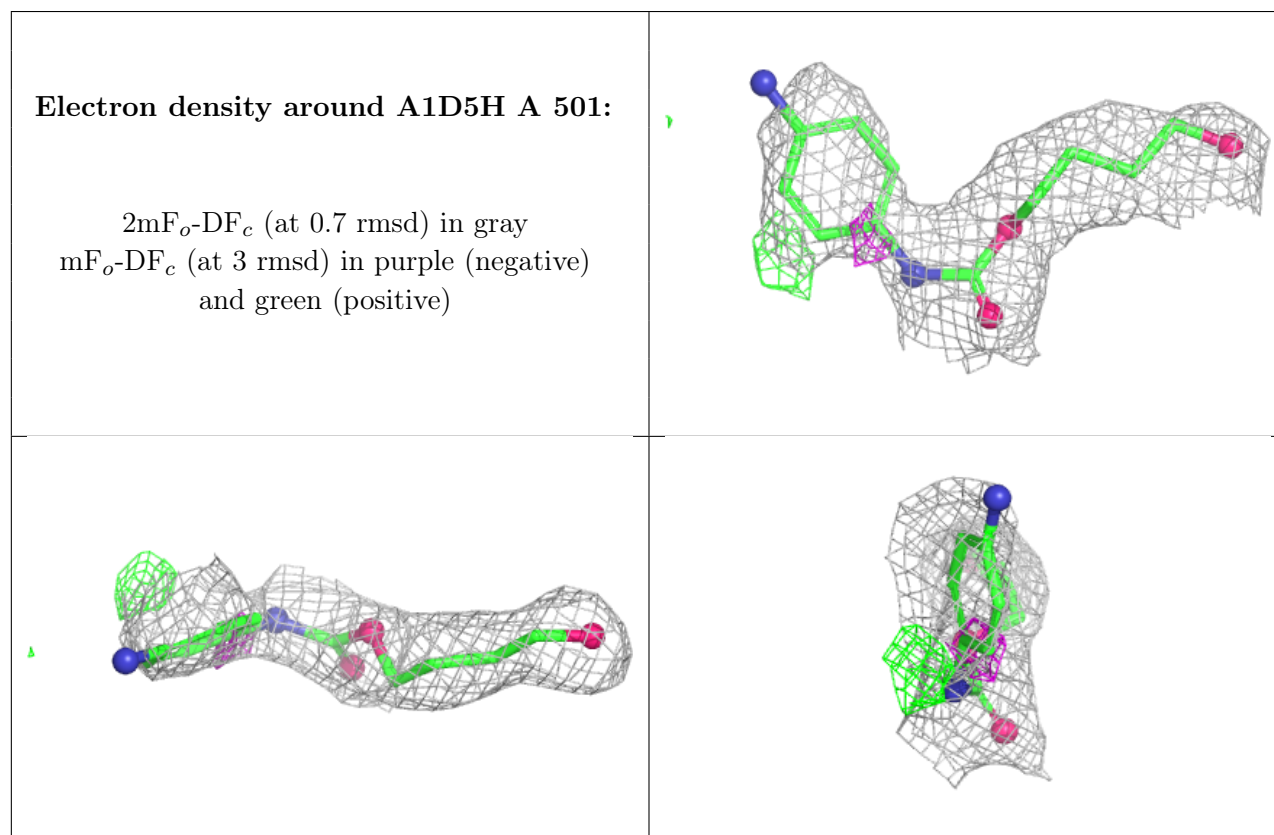 Electron density around A1D5H A 501:
2mFo-DFc (at 0.7 rmsd) in gray
mFo-DFc (at 3 rmsd) in purple (negative)
and green (positive)